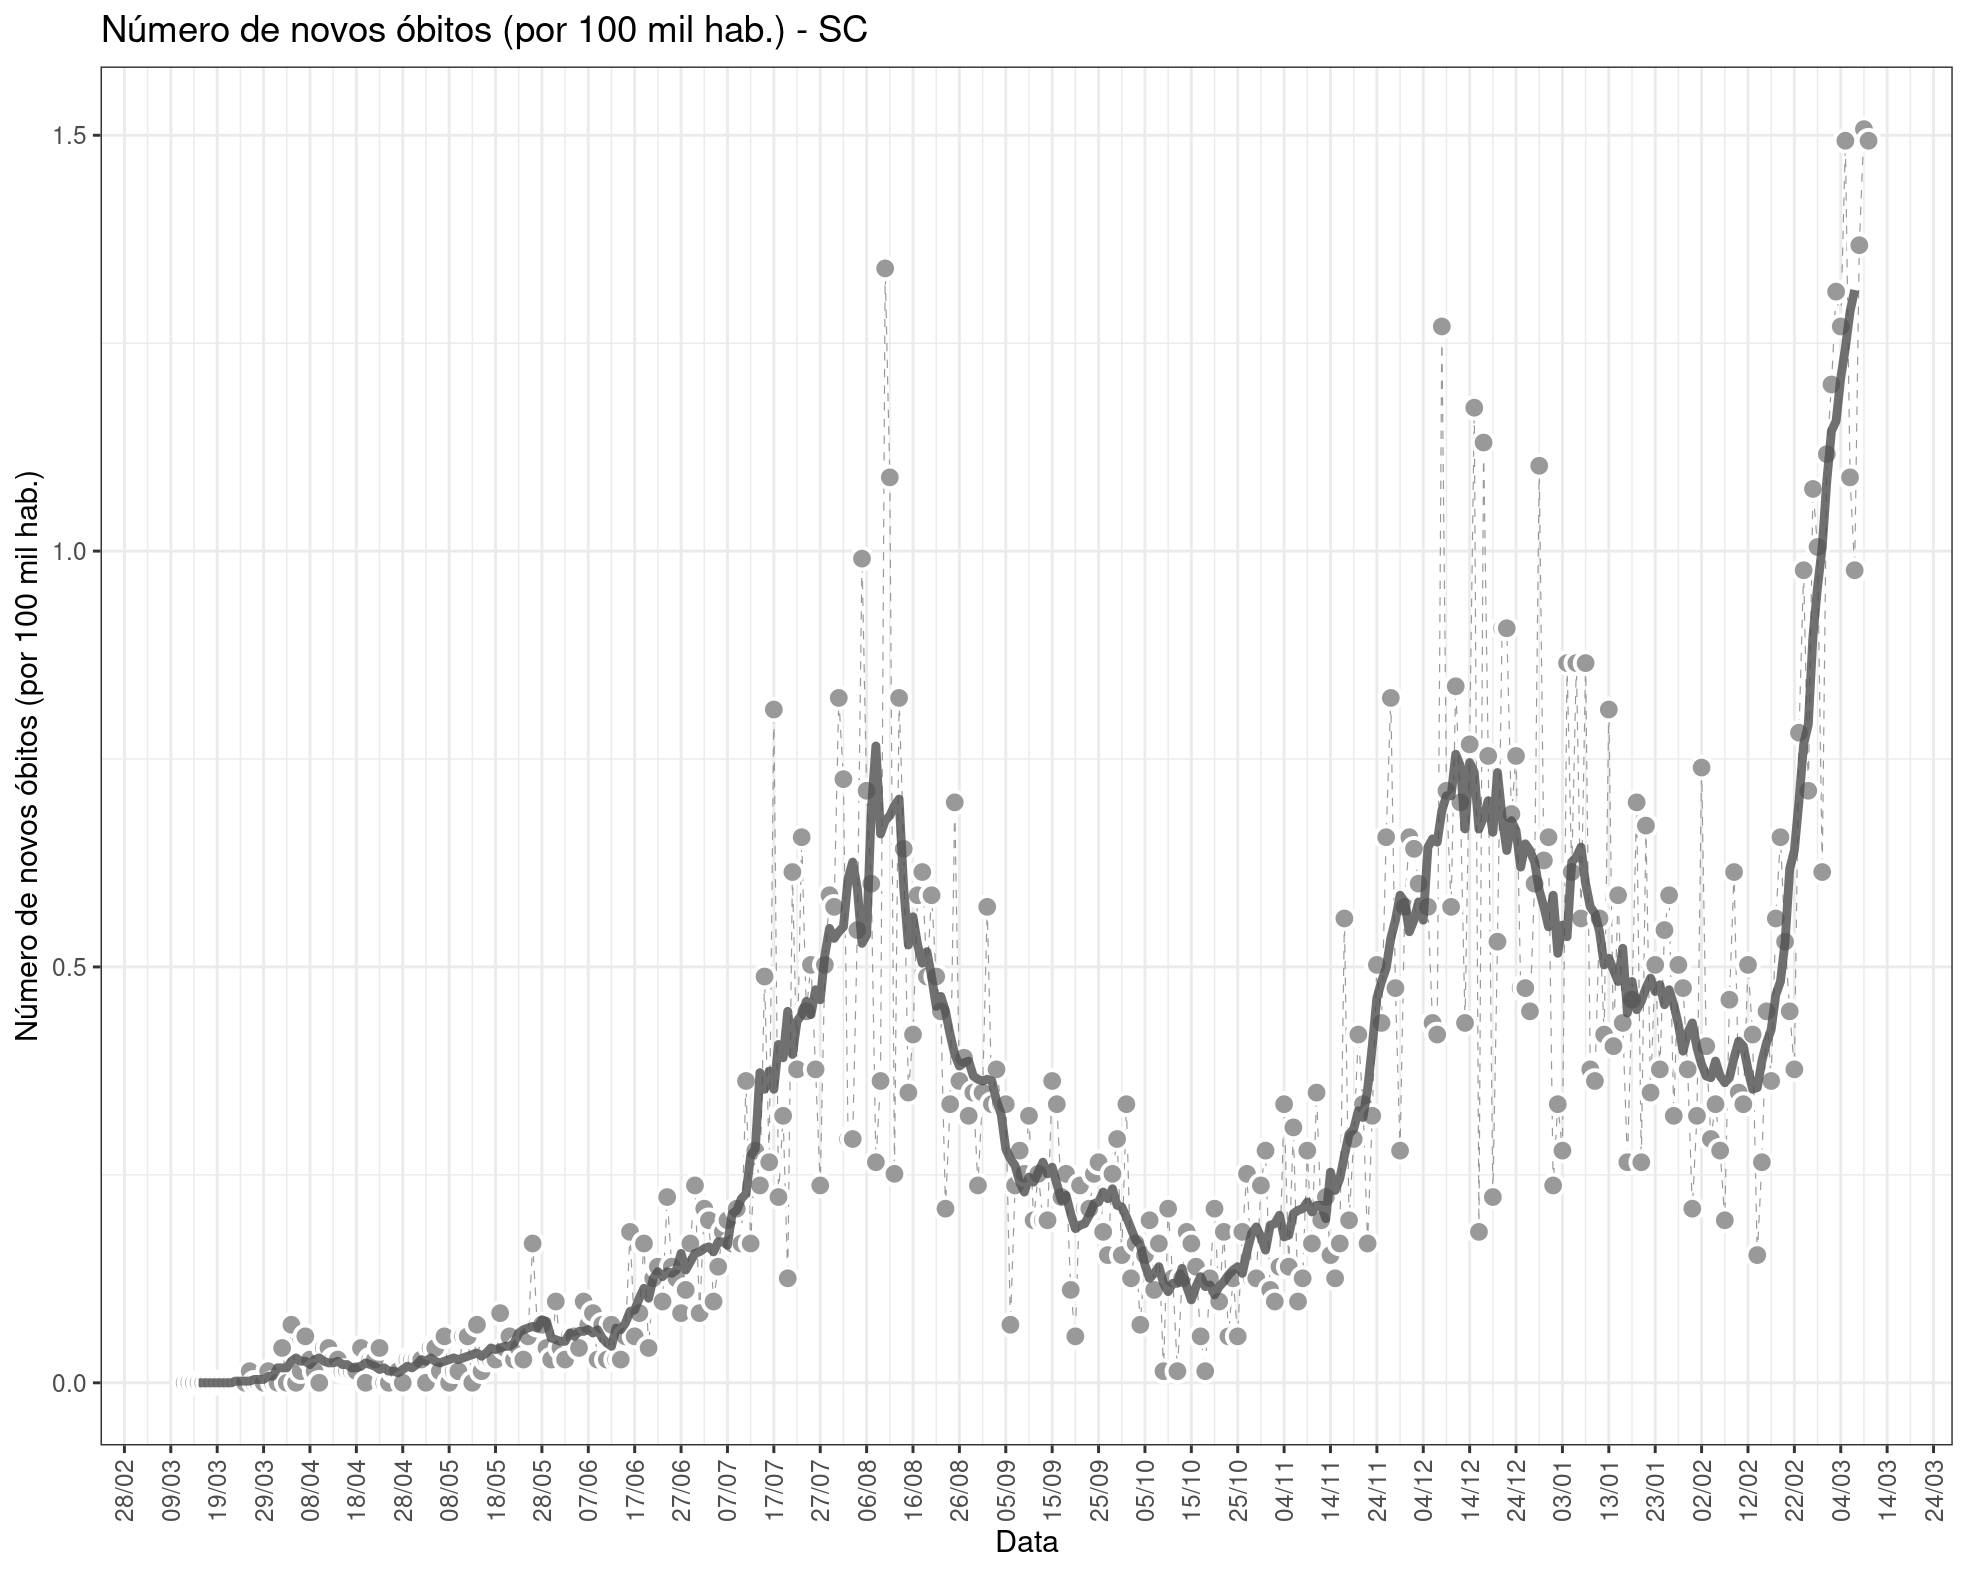 Número de novos óbitos (por 100 mil hab.) - SC
Número de novos óbitos (por 100 mil hab.)
1.5
1.0
0.5
0.0
28/02 09/03 19/03 29/03 08/04 18/04 28/04 08/05 18/05 28/05 07/06 17/06 27/06 07/07 17/07 27/07 06/08 16/08 26/08 05/09 15/09 25/09 05/10 15/10 25/10 04/11 14/11 24/11 04/12 14/12 24/12 03/01 13/01 23/01 02/02 12/02 22/02 04/03 14/03 24/03
Data